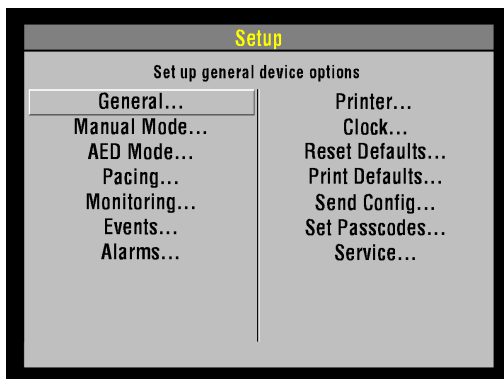 Setup
Set up general device options
General...
Manual Mode...
AED Mode...
Pacing...
Monitoring...
Events...
Alarms...
Printer...
Clock...
Reset Defaults...
Print Defaults...
Send Config...
Set Passcodes...
Service...